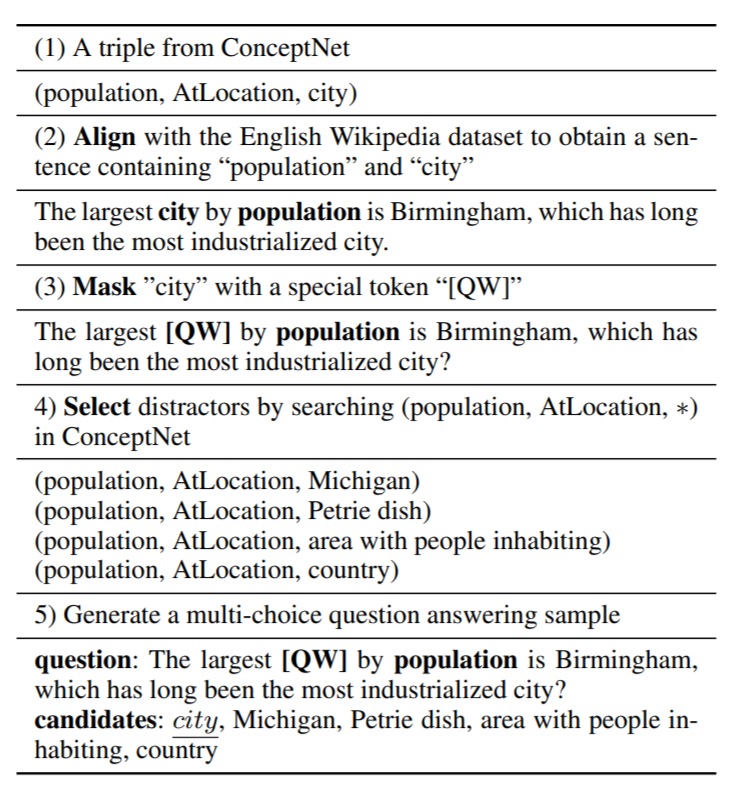 (1) A triple from ConceptNet
(population, AtLocation, city)
(2) Align with the English Wikipedia dataset to obtain a sen-
tence containing “population” and “city”
The largest city by population is Birmingham, which has long
been the most industrialized city.
(3) Mask ”city” with a special token “[QW]”
The largest [QW] by population is Birmingham, which has
long been the most industrialized city?
4) Select distractors by searching (population, AtLocation, ∗)
in ConceptNet
(population, AtLocation, Michigan)
(population, AtLocation, Petrie dish)
(population, AtLocation, area with people inhabiting)
(population, AtLocation, country)
5) Generate a multi-choice question answering sample
question: The largest [QW] by population is Birmingham,
which has long been the most industrialized city?
candidates: city, Michigan, Petrie dish, area with people in-
habiting, country